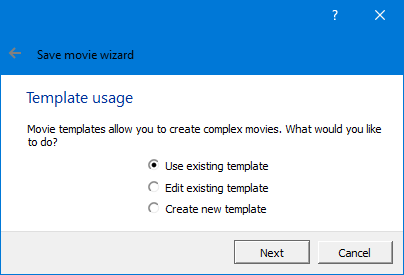 ?
Save movie wizard
Template usage
Movie templates allow you to create complex movies. What would you like
to do?
Use existing template
Edit existing template
Create new template
Next
Cancel